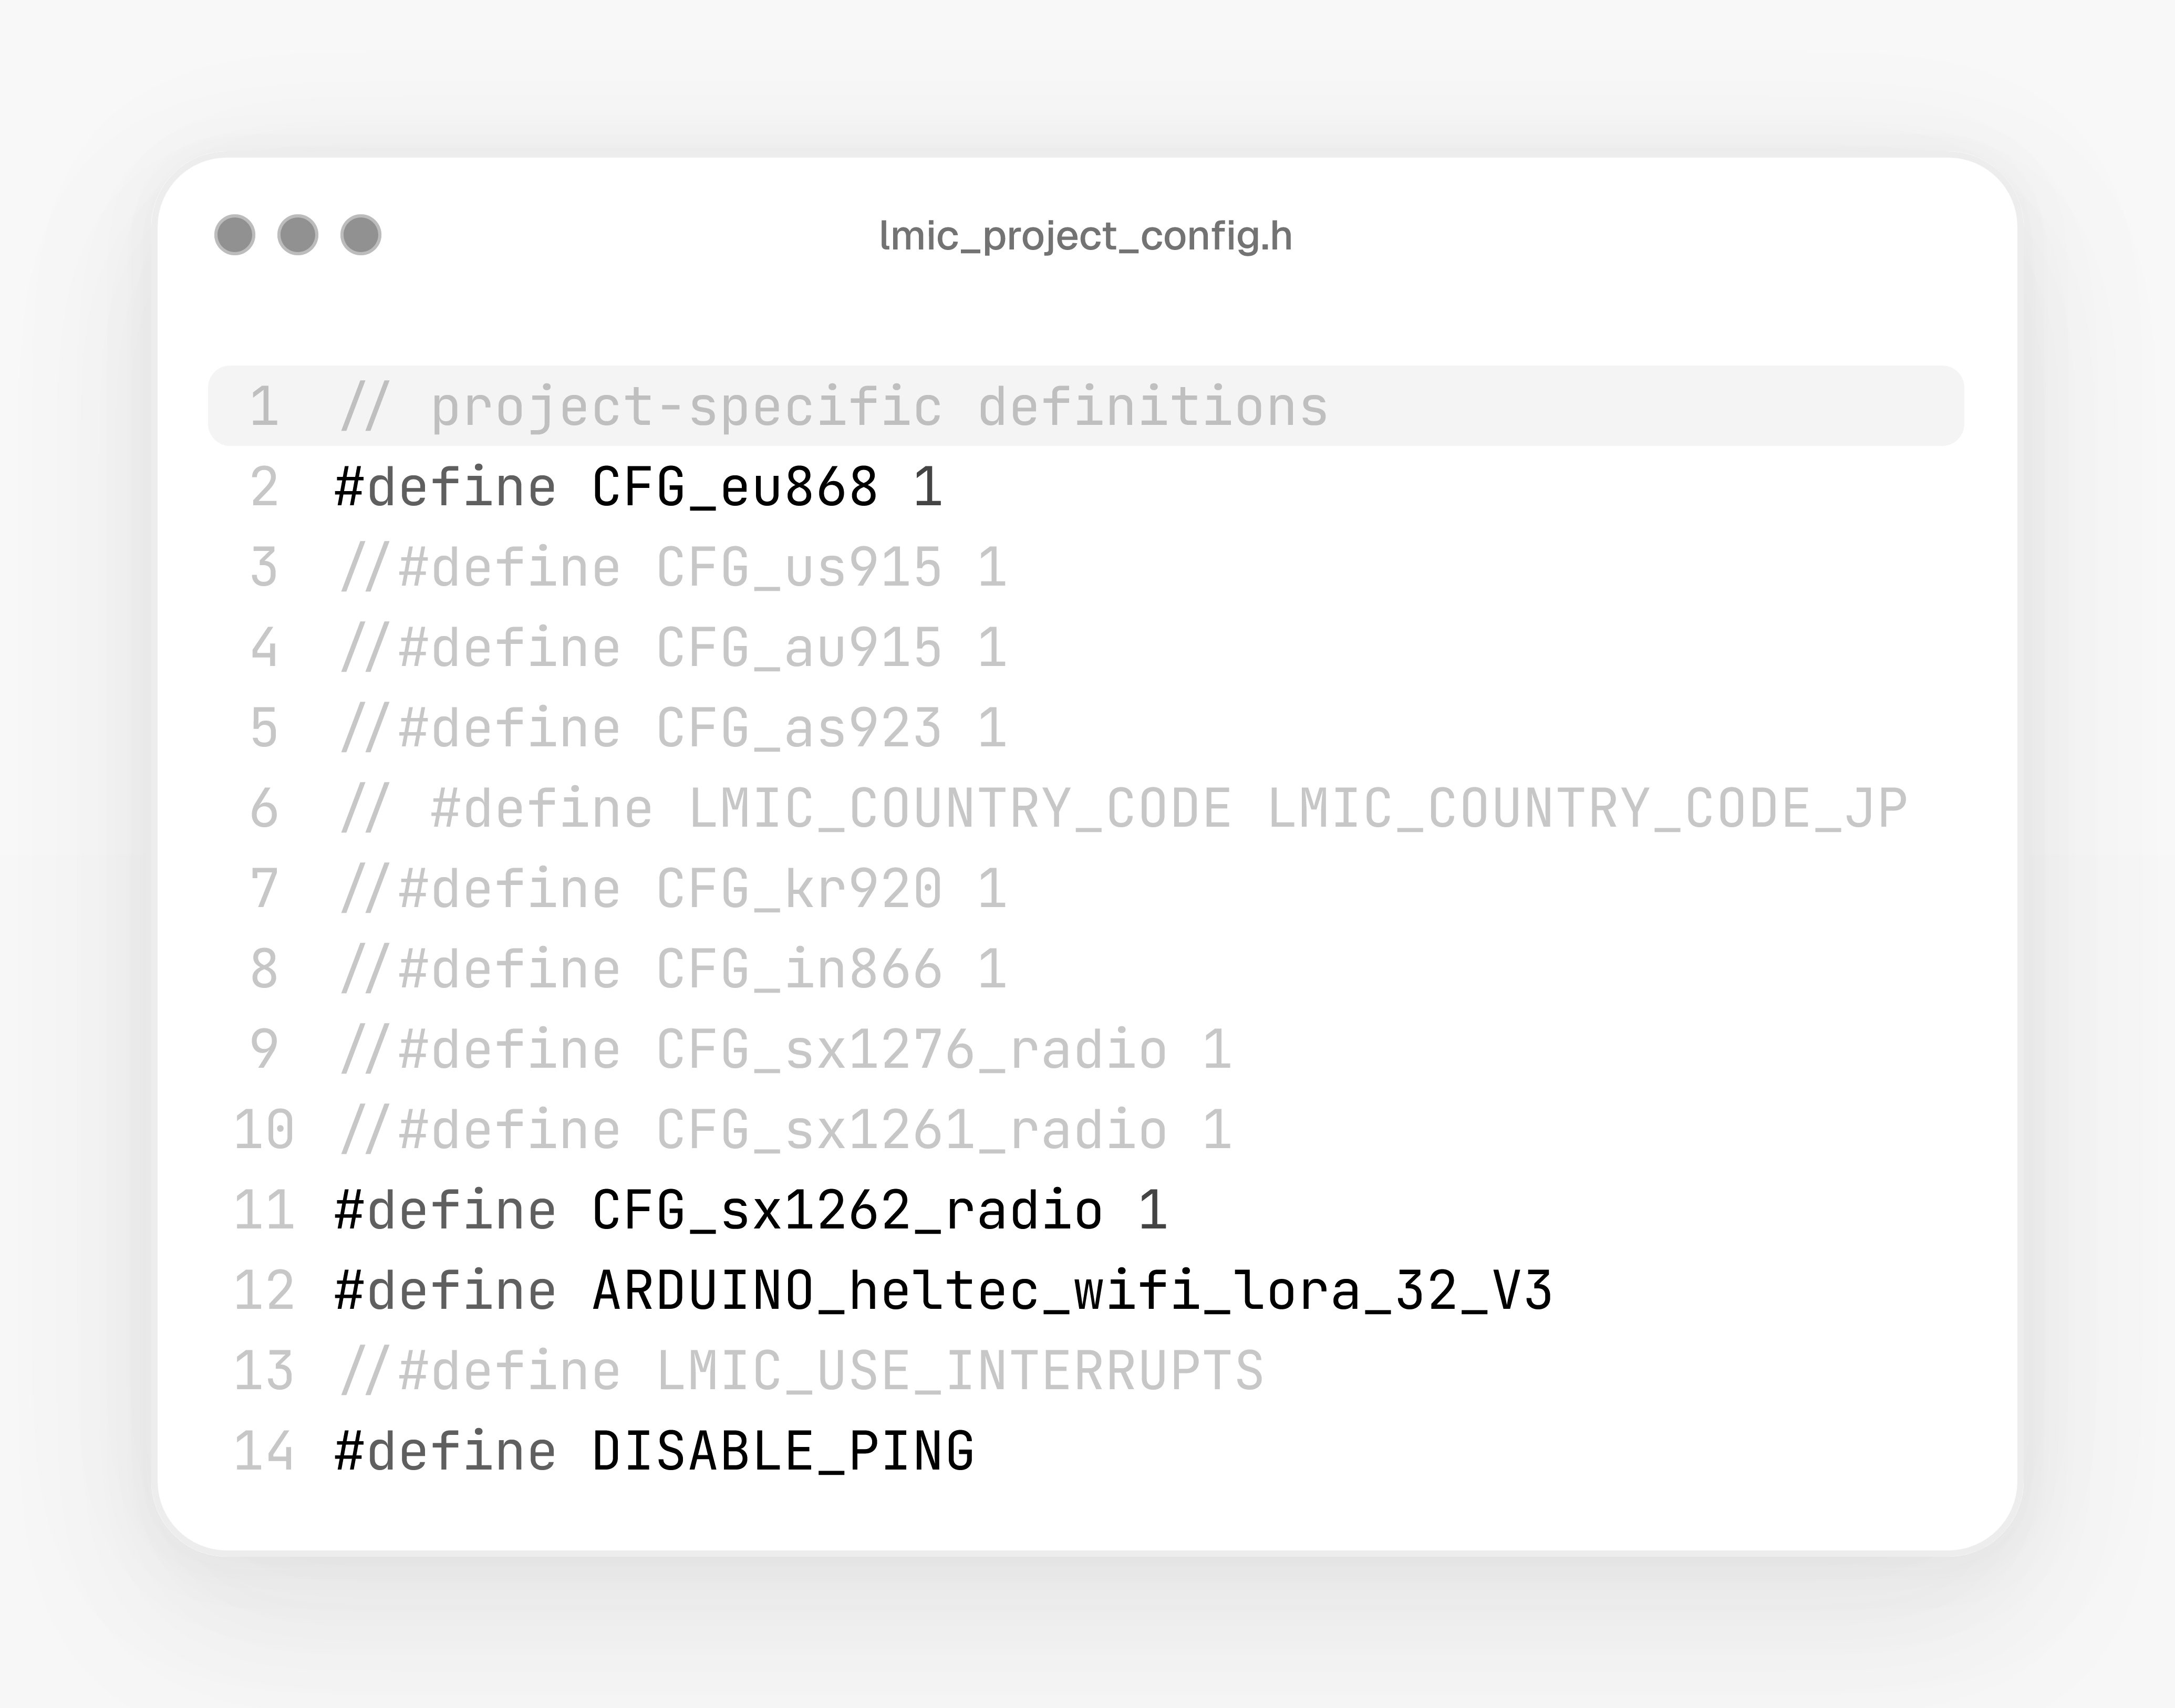 lmic_project_config.h
1 // project-specific definitions
2 #define CFG_eu868 1
3 //#define CFG_us915 1
4 //#define CFG_au915 1
5 //#define CFG_as923 1
6 // #define LMIC_COUNTRY_CODE LMIC_COUNTRY_CODE_JP
7 //#define CFG_kr920 1
8 //#define CFG_in866 1
9 //#define CFG_sx1276_radio 1
10 //#define CFG_sx1261_radio 1
11 #define CFG_sx1262_radio 1
12 #define ARDUINO_heltec_wifi_lora_32_V3
13 //#define LMIC_USE_INTERRUPTS
14 #define DISABLE_PING